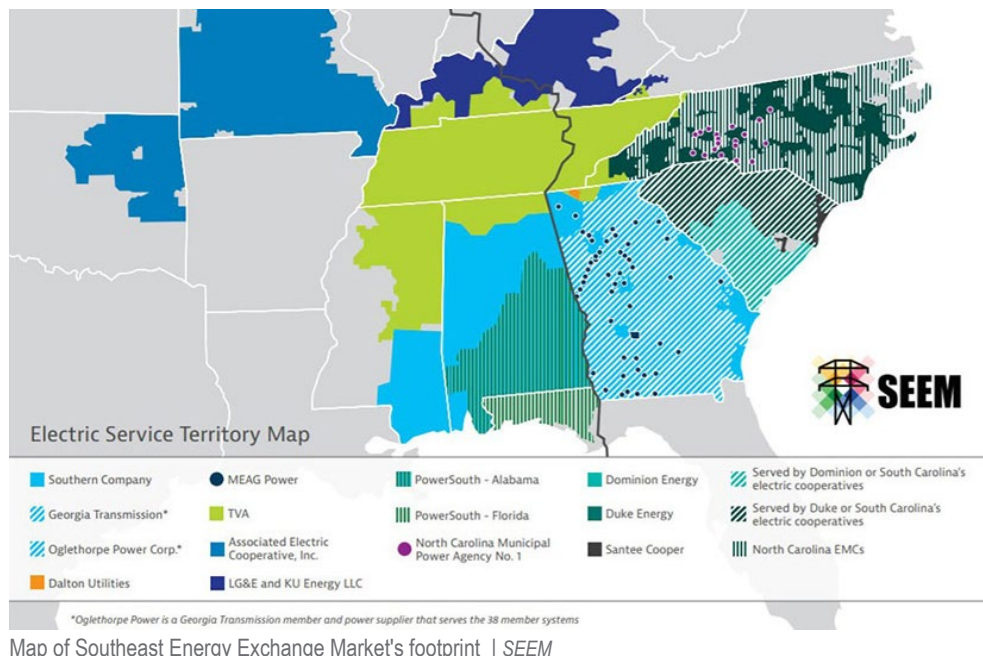 SEEM
Electric Service Territory Map
Southern Company
Georgia Transmission*
Oglethorpe Power Corp.*
Dalton Utilities
MEAG Power
TVA
Associated Electric
Cooperative, Inc.
LG&E and KU Energy LLC
PowerSouth - Alabama
PowerSouth - Florida
North Carolina Municipal
Power Agency No. 1
Dominion Energy
Duke Energy
Santee Cooper
Served by Dominion or South Carolina's
electric cooperatives
Served by Duke or South Carolina's
electric cooperatives
North Carolina EMCs
*Oglethorpe Power is a Georgia Transmission member and power supplier that serves the 38 member systems
Map of Southeast Energy Exchange Market's footprint | SEEM